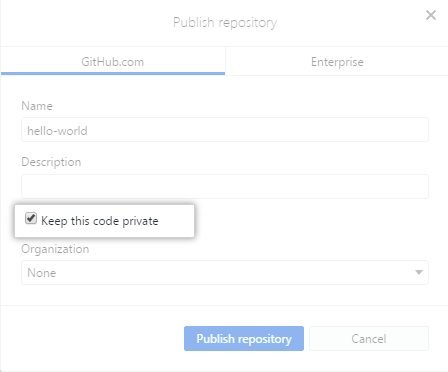 Publish repository
GitHub.com
Enterprise
Name
hello-world
Description
Keep this code private
Organization
None
Publish repository
Cancel